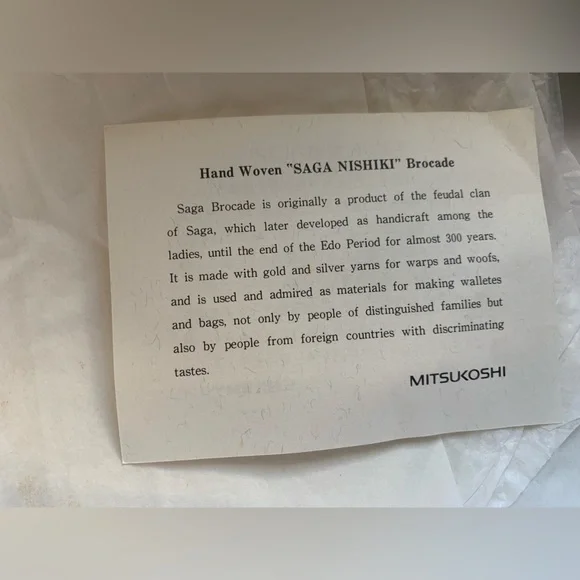 Hand Woven "SAGA NISHIKI" Brocade
Saga Brocade is originally a product of the feudal clan
of Saga, which later developed as handicraft among the
ladies, until the end of the Edo Period for almost 300 years.
It is made with gold and silver yarns for warps and woofs,
and is used and admired as materials for making walletes
and bags, not only by people of distinguished families but
also by people from foreign countries with discriminating
tastes.
MITSUKOSHI